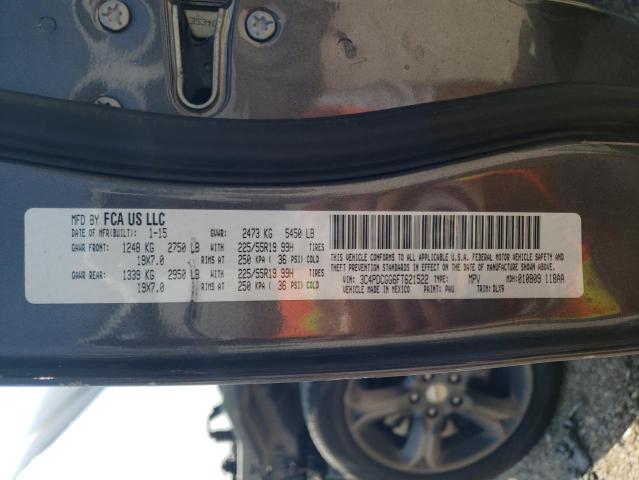 MFD BY FCA US LLC
DATE OF MFR(BUILT): 1-15 GVWR: 2473 KG 5450 LB
GAWR FRONT: 1248 KG 2750 LB WITH 225/55R19 99H TIRES
19X7.0 RIMS AT 250 KPA ( 36 PSI) COLD
GAWR REAR: 1339 KG 2950 LB WITH 225/55R19 99H TIRES
19X7.0 RIMS AT 250 KPA ( 36 PSI) COLD
THIS VEHICLE CONFORMS TO ALL APPLICABLE U.S.A. FEDERAL MOTOR VEHICLE SAFETY AND
THEFT PREVENTION STANDARDS IN EFFECT ON THE DATE OF MANUFACTURE SHOWN ABOVE.
VIN: 3C4PDCGG6FT621522 TYPE: MPV MDH: 010809 118AA
VEHICLE MADE IN MEXICO PAINT: PAU TRIM: DLX9